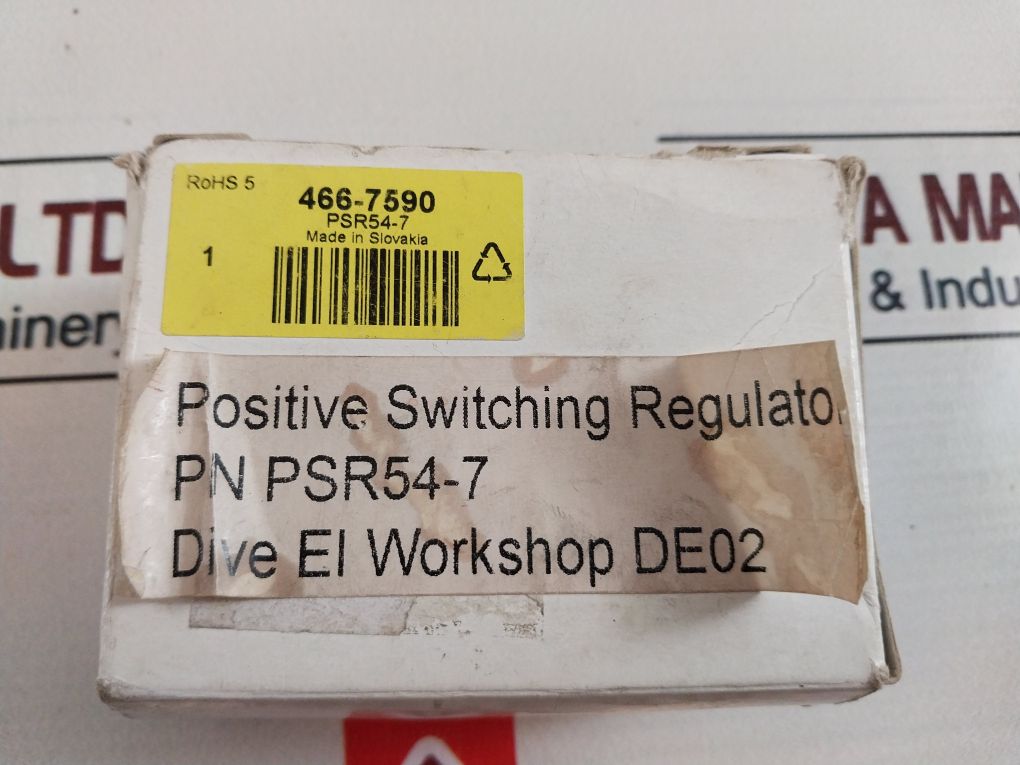 RoHS 5
466-7590
PSR54-7
Made in Slovakia
1
Positive Switching Regulato
PN PSR54-7
Dive El Workshop DE02
LTD
A MA
& Indu
hinery